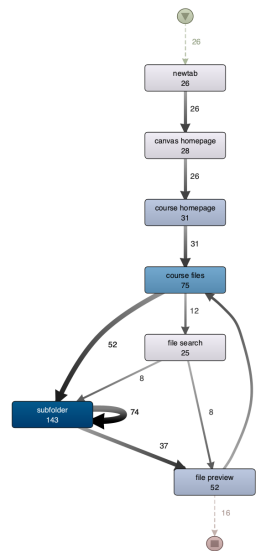 26
newtab
26
26
canvas homepage
28
26
course homepage
31
31
course files
75
12
52
file search
25
8
8
subfolder
143
74
37
file preview
52
16